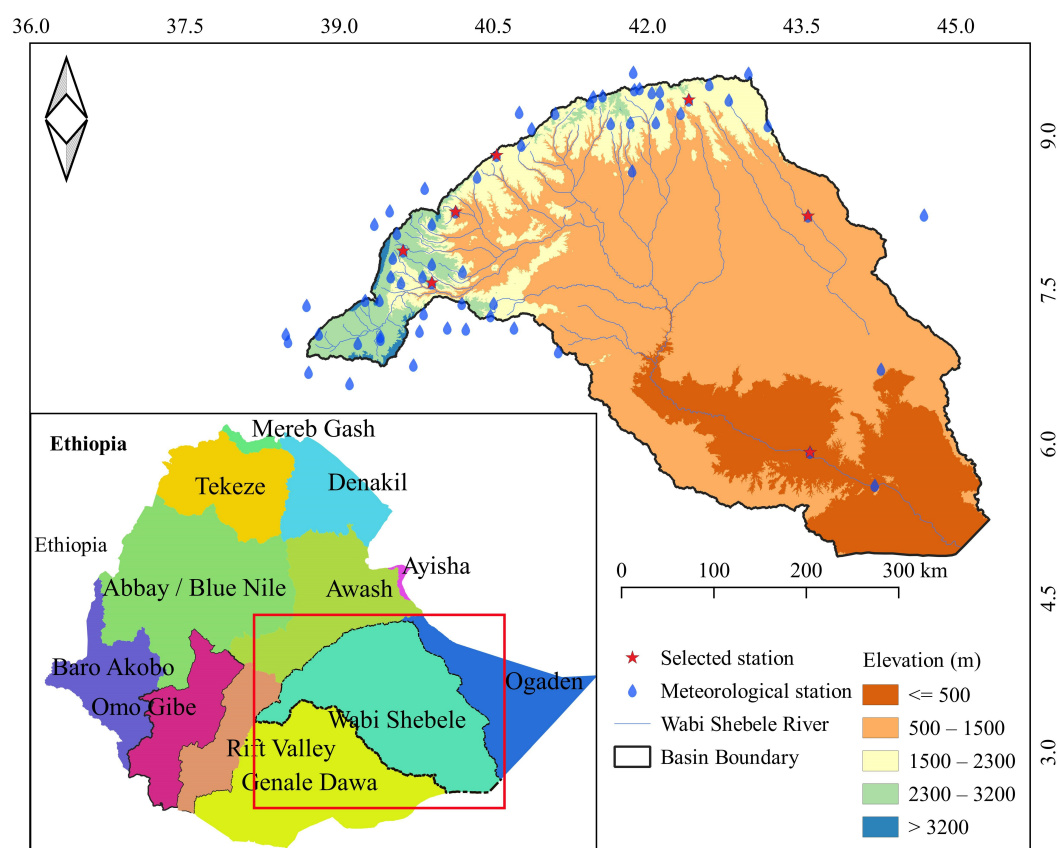 36.0 37.5 39.0 40.5 42.0 43.5 45.0
9.0
7.5
6.0
4.5
3.0
Ethiopia
Mereb Gash
Tekeze
Denakil
Ethiopia
Ayisha
Abbay / Blue Nile
Awash
Baro Akobo
Ogaden
Omo Gibe
Wabi Shebele
Rift Valley
Genale Dawa
0 100 200 300 km
Selected station
Meteorological station
Wabi Shebele River
Basin Boundary
Elevation (m)
<= 500
500 – 1500
1500 – 2300
2300 – 3200
> 3200